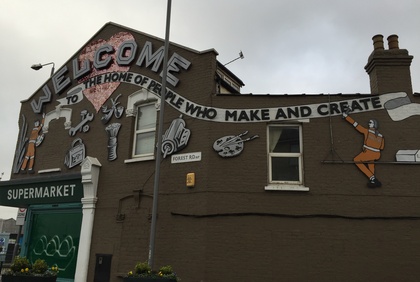 WELCOME
TO THE HOME OF PEOPLE WHO MAKE AND CREATE
FOREST RD
SUPERMARKET